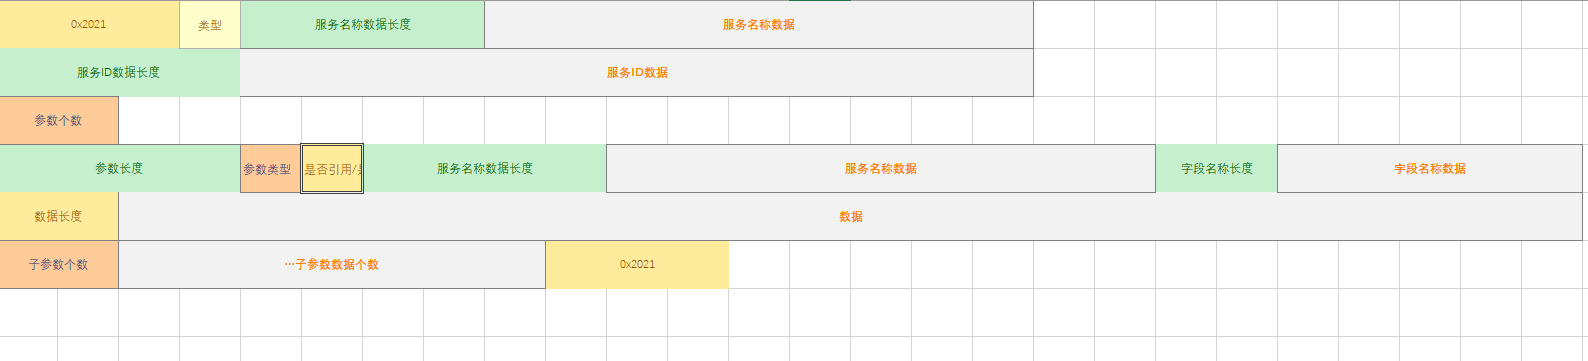 0x2021 类型 服务名称数据长度 服务名称数据
服务ID数据长度 服务ID数据
参数个数
参数长度 参数类型 是否引用/ 服务名称数据长度 服务名称数据 字段名称长度 字段名称数据
数据长度 数据
子参数个数 …子参数数据个数 0x2021